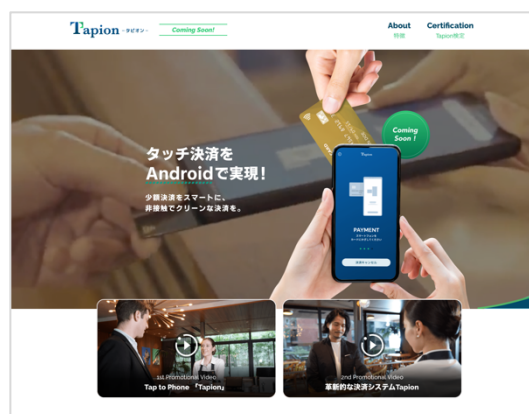 Tapion -タピオン-
Coming Soon!
About
特徴
Certification
Tapion検定
タッチ決済を
Androidで実現！
少額決済をスマートに、
非接触でクリーンな決済を。
Coming
Soon !
Tapion
PAYMENT
1st Promotional Video
Tap to Phone 『Tapion』
2nd Promotional Video
革新的な決済システムTapion